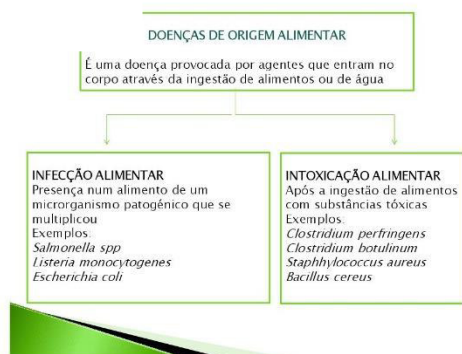 DOENÇAS DE ORIGEM ALIMENTAR
É uma doença provocada por agentes que entram no
corpo através da ingestão de alimentos ou de água
INFECÇÃO ALIMENTAR
Presença num alimento de um
microrganismo patogénico que se
multiplicou
Exemplos:
Salmonella spp
Listeria monocytogenes
Escherichia coli
INTOXICAÇÃO ALIMENTAR
Após a ingestão de alimentos
com substâncias tóxicas
Exemplos:
Clostridium perfringens
Clostridium botulinum
Staphhylococcus aureus
Bacillus cereus